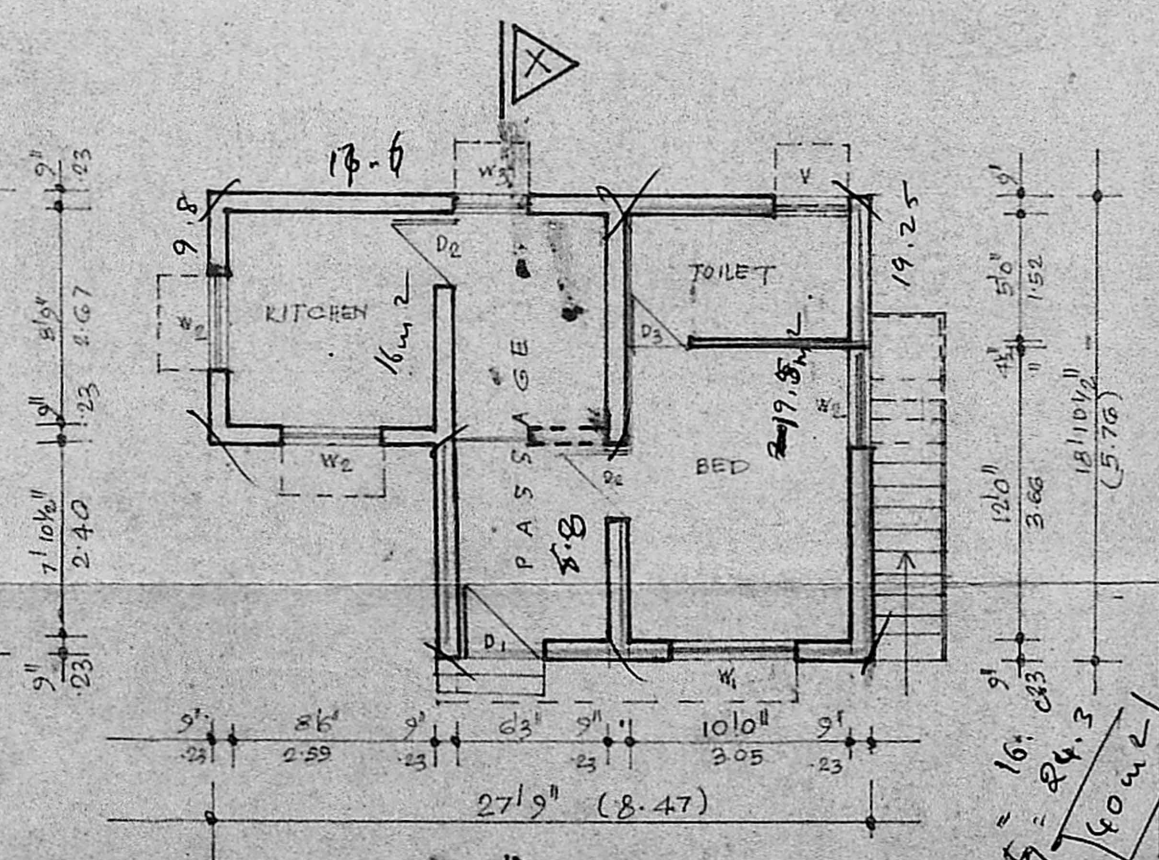 X
13.6
W3
V
9" .23
9.8
D2
TOILET
19.25
9"
KITCHEN
16m2
D3
5'0" 1.52
8'9" 2.67
W2
PASSAGE
4½" 11
18'10½" (5.76)
9" .23
W2
D2
BED
W2
12'0" 3.66
7'10½" 2.40
5.8
D1
W1
9" .23
9" .23
9" 8'6" 9" 6'3" 9" 10'0" 9"
.23 2.59 .23 .23 3.05 .23
27'9" (8.47)
= 16.
= 24.3
40m2